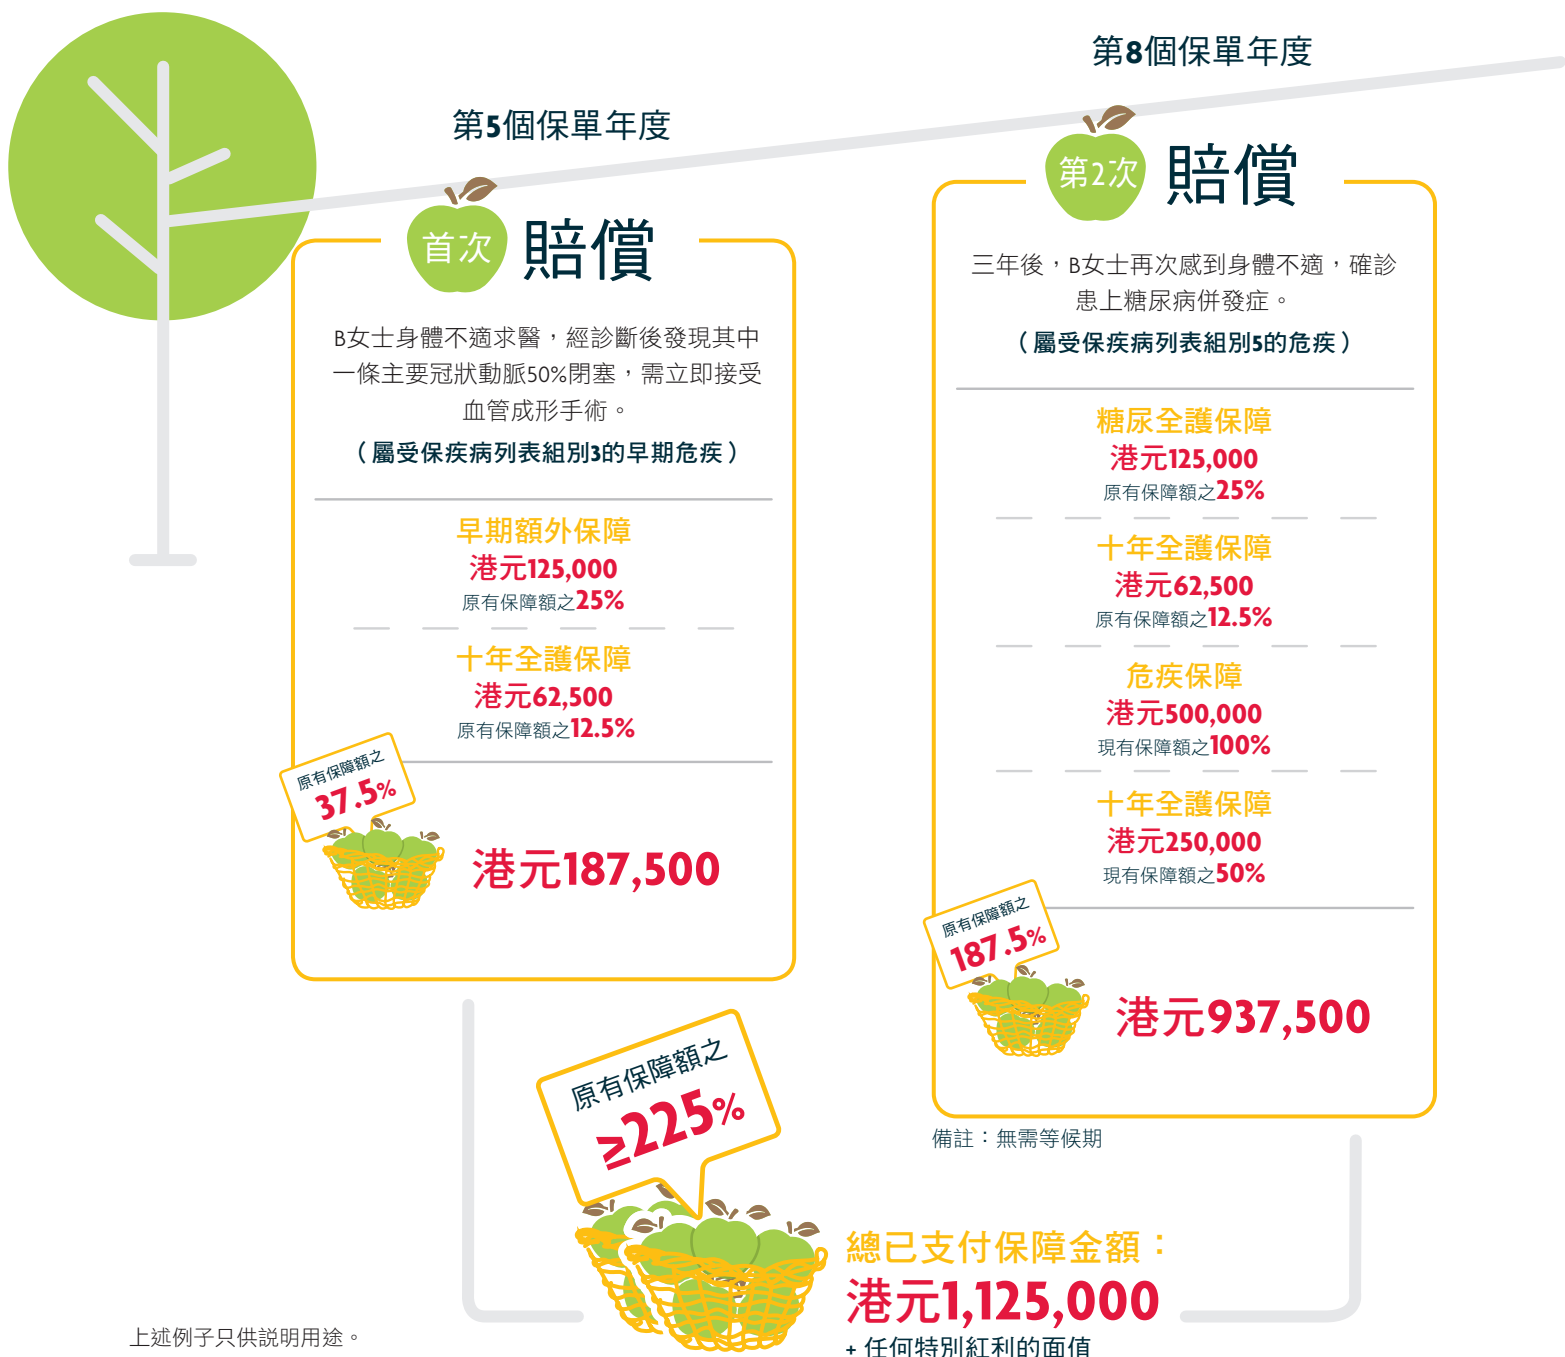 第8個保單年度
第5個保單年度
首次 賠償
B女士身體不適求醫，經診斷後發現其中
一條主要冠狀動脈50%閉塞，需立即接受
血管成形手術。
（屬受保疾病列表組別3的早期危疾）
早期額外保障
港元125,000
原有保障額之25%
十年全護保障
港元62,500
原有保障額之12.5%
原有保障額之
37.5%
港元187,500
第2次 賠償
三年後，B女士再次感到身體不適，確診
患上糖尿病併發症。
（屬受保疾病列表組別5的危疾）
糖尿全護保障
港元125,000
原有保障額之25%
十年全護保障
港元62,500
原有保障額之12.5%
危疾保障
港元500,000
現有保障額之100%
十年全護保障
港元250,000
現有保障額之50%
原有保障額之
187.5%
港元937,500
備註：無需等候期
原有保障額之
≥225%
總已支付保障金額：
港元1,125,000
+ 任何特別紅利的面值
上述例子只供説明用途。